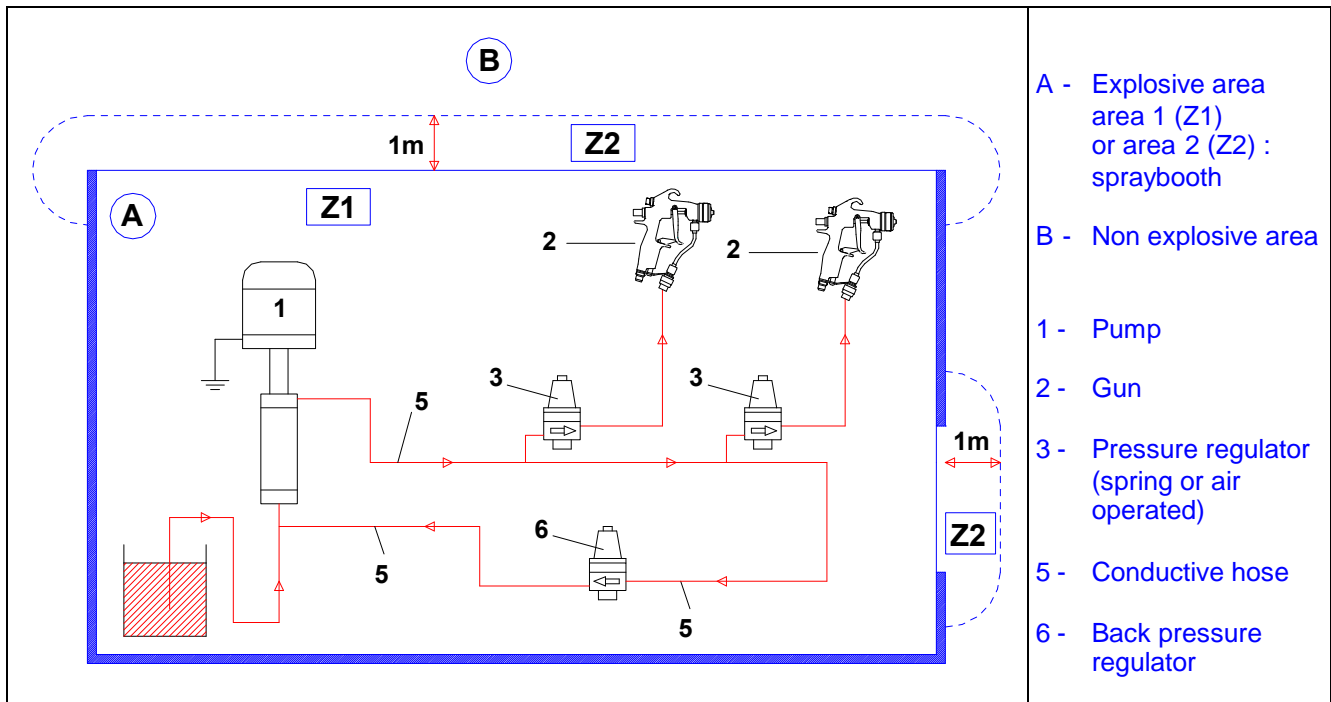 B
1m
Z2
A
Z1
2
2
1
3
3
5
1m
6
Z2
5
5
A - Explosive area
area 1 (Z1)
or area 2 (Z2) :
spraybooth
B - Non explosive area
1 - Pump
2 - Gun
3 - Pressure regulator
(spring or air
operated)
5 - Conductive hose
6 - Back pressure
regulator